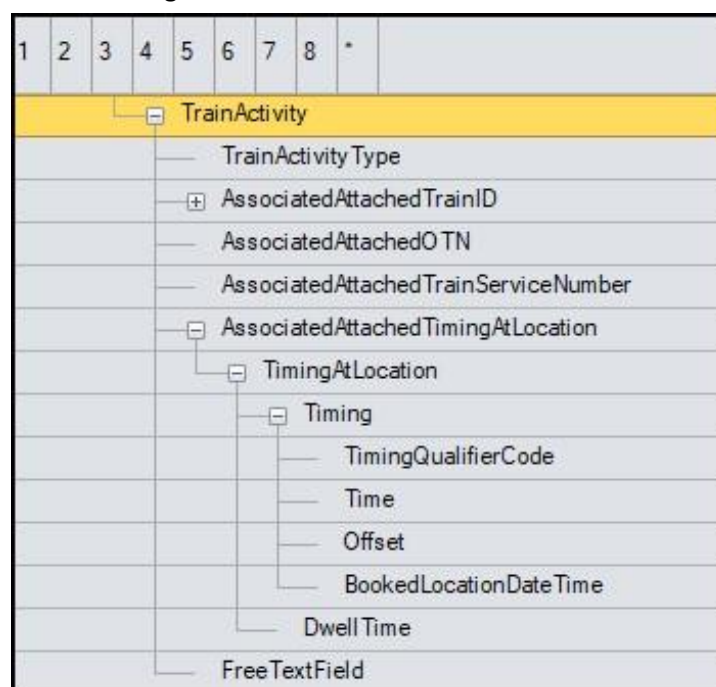 1 2 3 4 5 6 7 8 *
TrainActivity
TrainActivityType
AssociatedAttachedTrainID
AssociatedAttachedOTN
AssociatedAttachedTrainServiceNumber
AssociatedAttachedTimingAtLocation
TimingAtLocation
Timing
TimingQualifierCode
Time
Offset
BookedLocationDateTime
DwellTime
FreeTextField